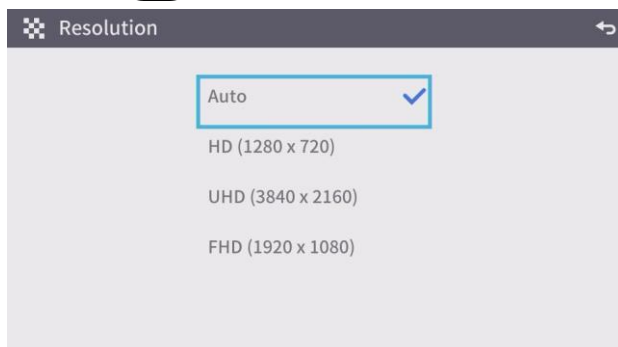 Resolution
Auto
HD (1280 x 720)
UHD (3840 x 2160)
FHD (1920 x 1080)